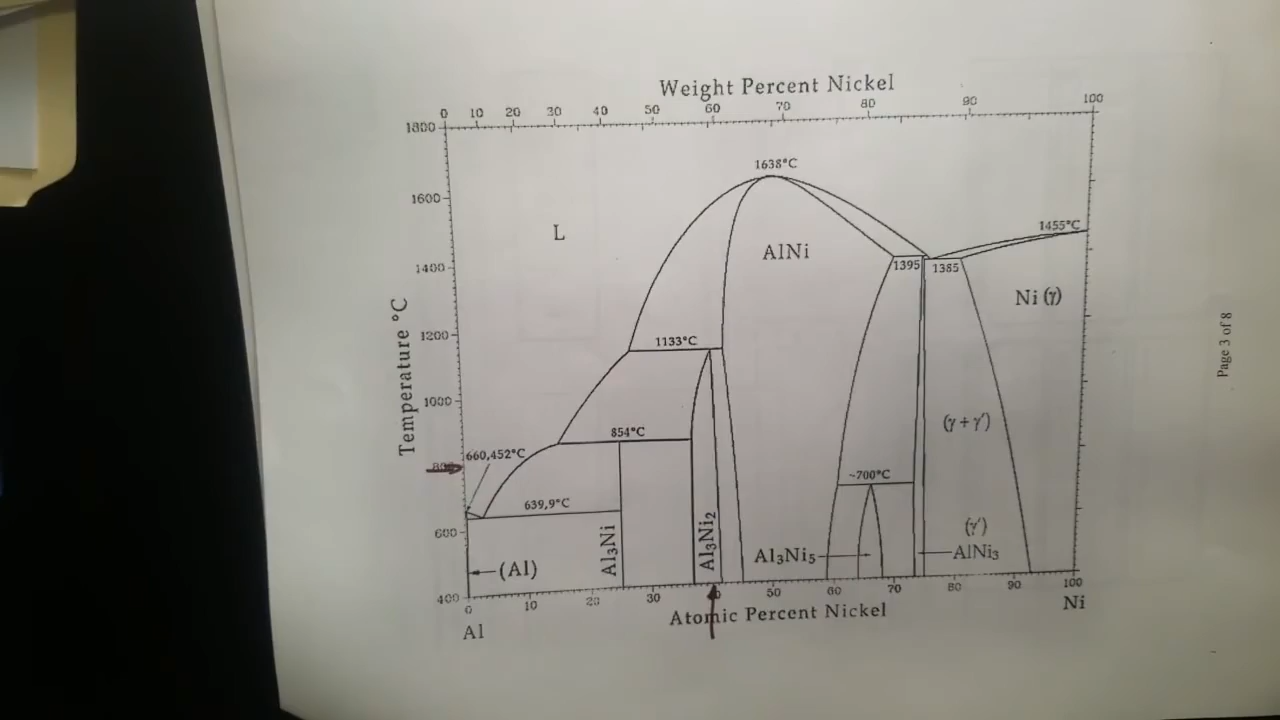 Weight Percent Nickel
0 10 20 30 40 50 60 70 80 90 100
1800
1638°C
1600
L
1455°C
AlNi
1400
1395
1385
Ni (γ)
Temperature °C
1200
1133°C
1000
(γ + γ′)
854°C
660,452°C
800
~700°C
639,9°C
600
Al₃Ni
Al₃Ni₂
(γ′)
(Al)
Al₃Ni₅
AlNi₃
400
0 10 20 30 40 50 60 70 80 90 100
Al
Atomic Percent Nickel
Ni
Page 3 of 8